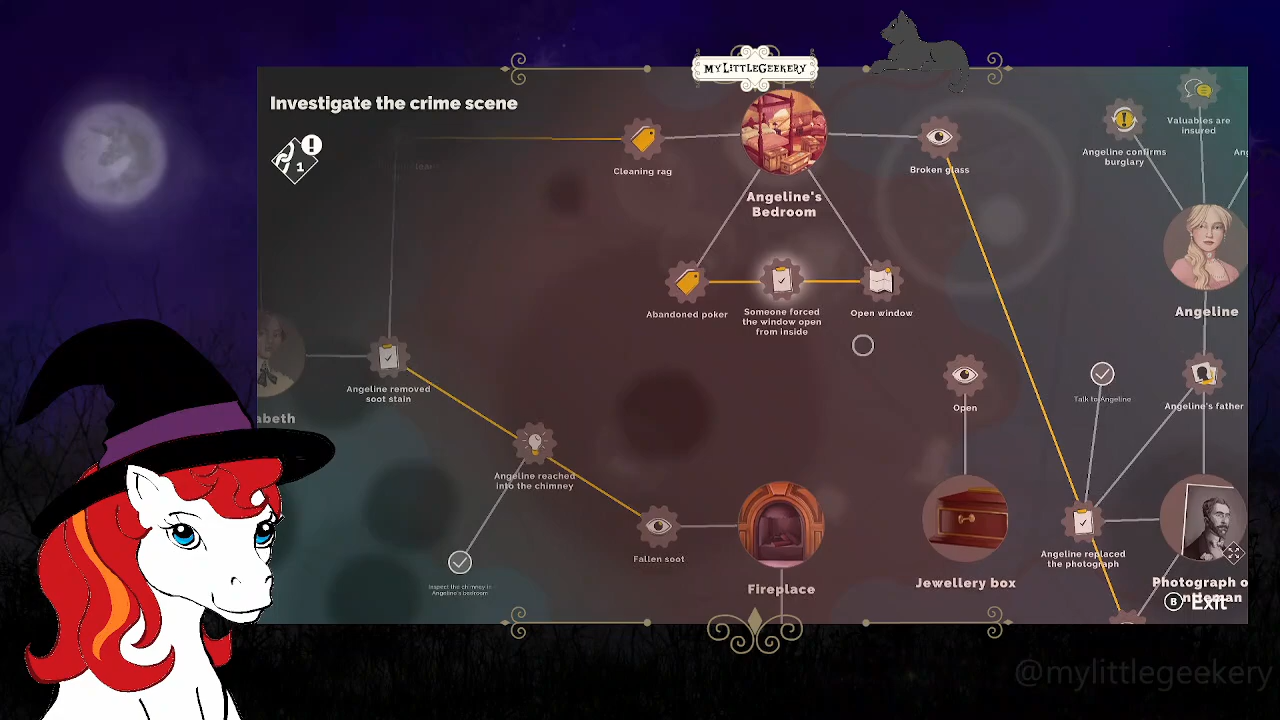 MYLITTLEGEEKERY
Investigate the crime scene
1
Cleaning rag
Angeline's
Bedroom
Broken glass
Angeline confirms
burglary
Valuables are
insured
Abandoned poker
Someone forced
the window open
from inside
Open window
Angeline
Angeline removed
soot stain
abeth
Open
Talk to Angeline
Angeline's father
Angeline reached
into the chimney
Fallen soot
Inspect the chimney in
Angeline's bedroom
Fireplace
Jewellery box
Angeline replaced
the photograph
Photograph o
ntleman
B Exit
@mylittlegeekery